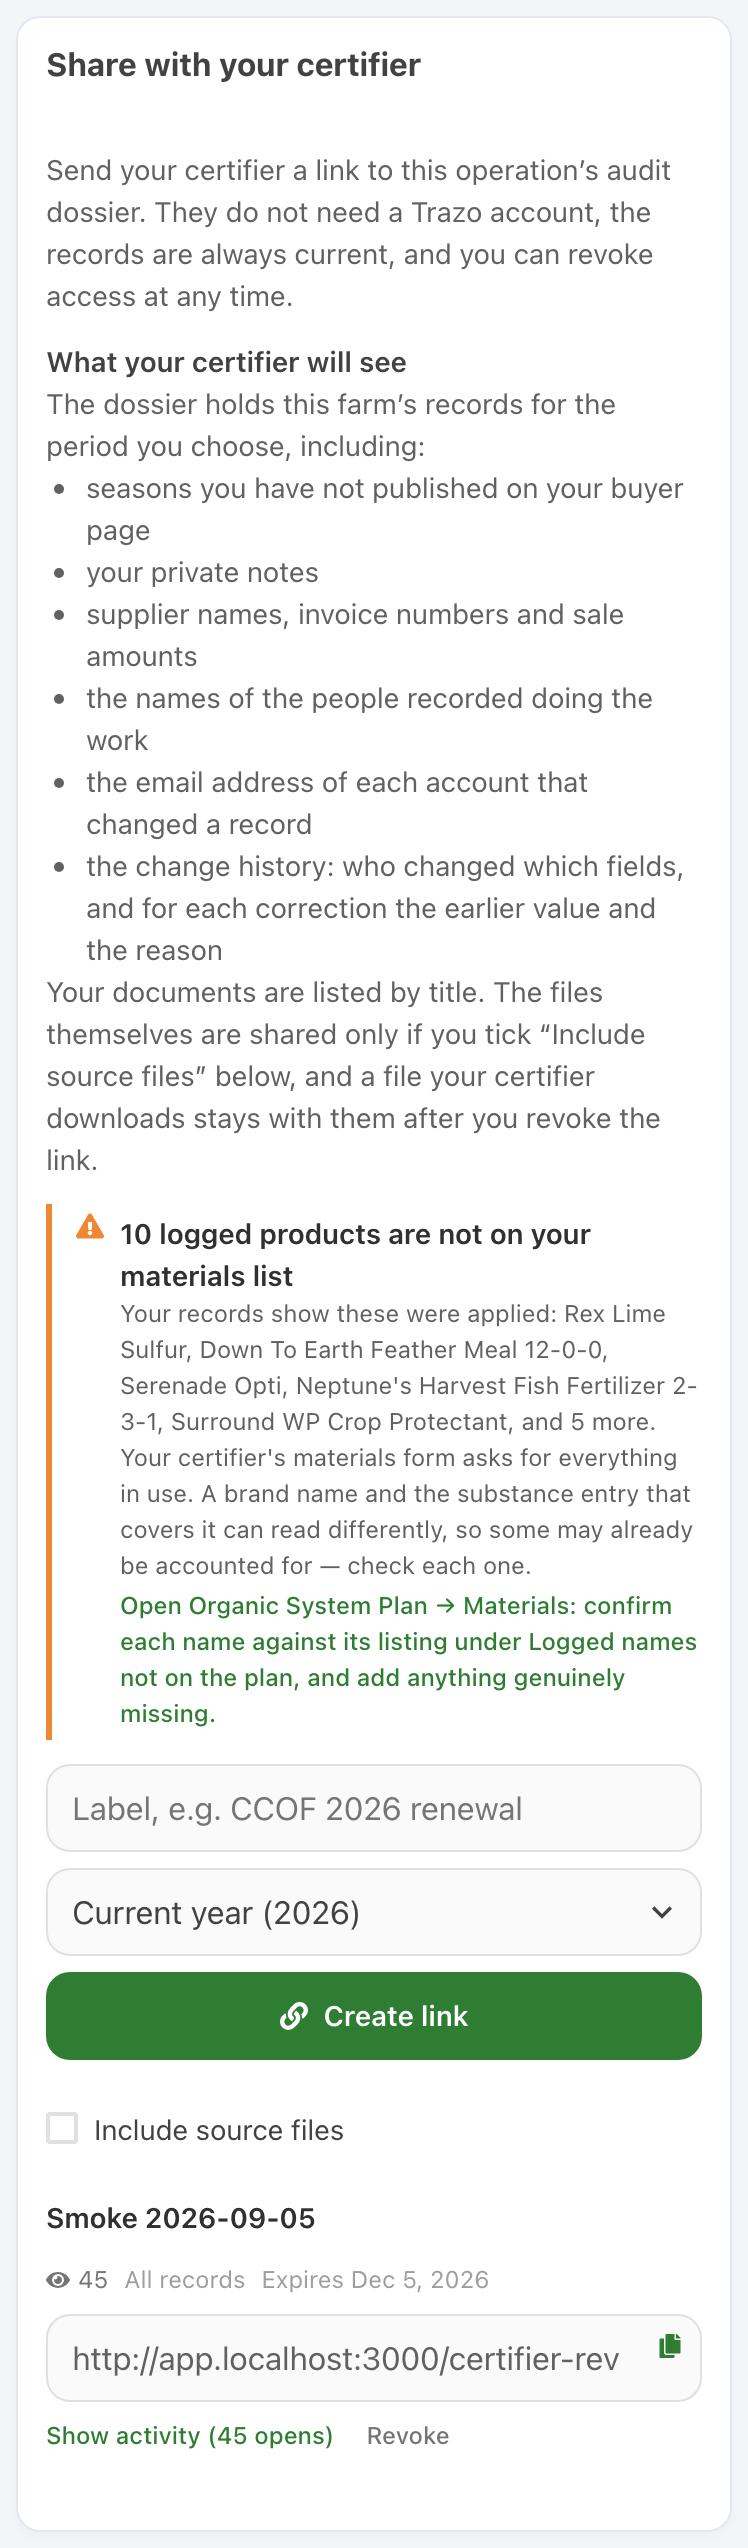 Share with your certifier
Send your certifier a link to this operation’s audit
dossier. They do not need a Trazo account, the
records are always current, and you can revoke
access at any time.
What your certifier will see
The dossier holds this farm’s records for the
period you choose, including:
• seasons you have not published on your buyer
page
• your private notes
• supplier names, invoice numbers and sale
amounts
• the names of the people recorded doing the
work
• the email address of each account that
changed a record
• the change history: who changed which fields,
and for each correction the earlier value and
the reason
Your documents are listed by title. The files
themselves are shared only if you tick “Include
source files” below, and a file your certifier
downloads stays with them after you revoke the
link.
10 logged products are not on your
materials list
Your records show these were applied: Rex Lime
Sulfur, Down To Earth Feather Meal 12-0-0,
Serenade Opti, Neptune's Harvest Fish Fertilizer 2-
3-1, Surround WP Crop Protectant, and 5 more.
Your certifier's materials form asks for everything
in use. A brand name and the substance entry that
covers it can read differently, so some may already
be accounted for — check each one.
Open Organic System Plan → Materials: confirm
each name against its listing under Logged names
not on the plan, and add anything genuinely
missing.
Label, e.g. CCOF 2026 renewal
Current year (2026)
Create link
Include source files
Smoke 2026-09-05
45 All records Expires Dec 5, 2026
http://app.localhost:3000/certifier-rev
Show activity (45 opens) Revoke